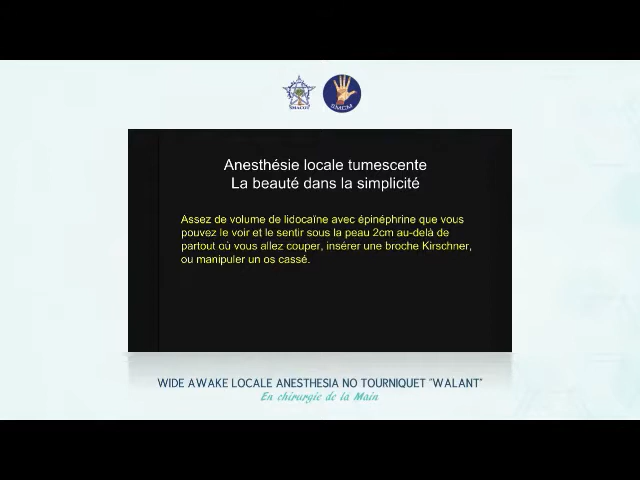 SMACOT
SMCM
Anesthésie locale tumescente
La beauté dans la simplicité
Assez de volume de lidocaïne avec épinéphrine que vous
pouvez le voir et le sentir sous la peau 2cm au-delà de
partout où vous allez couper, insérer une broche Kirschner,
ou manipuler un os cassé.
WIDE AWAKE LOCALE ANESTHESIA NO TOURNIQUET "WALANT"
En chirurgie de la Main